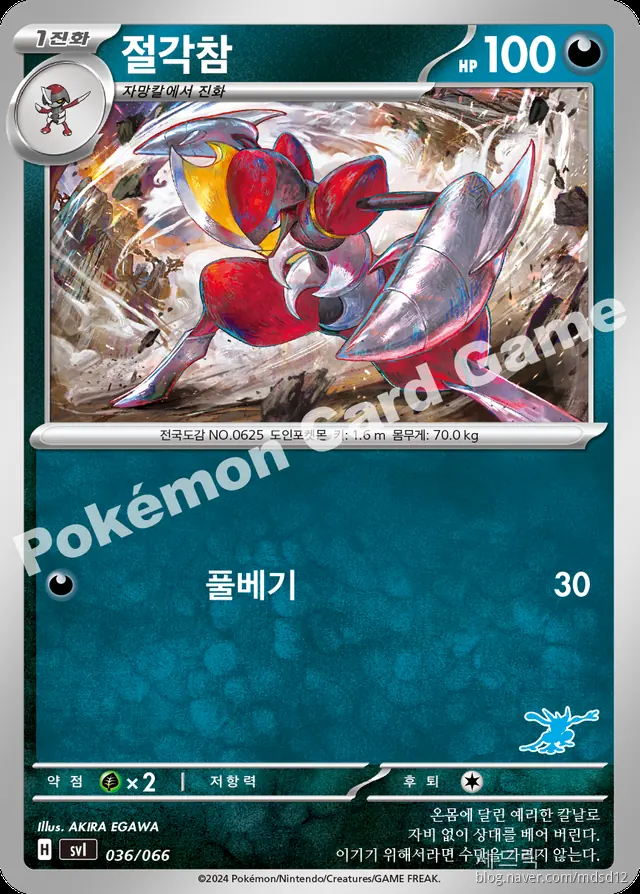 1진화
절각참
HP 100
자망칼에서 진화
전국도감 NO.0625 도인포켓몬 키: 1.6 m 몸무게: 70.0 kg
Pokémon Card Game
풀베기 30
약점 ×2 저항력 후퇴
Illus. AKIRA EGAWA
온몸에 달린 예리한 칼날로
자비 없이 상대를 베어 버린다.
이기기 위해서라면 수단을 가리지 않는다.
H svI 036/066
©2024 Pokémon/Nintendo/Creatures/GAME FREAK.
blog.naver.com/mdsd12